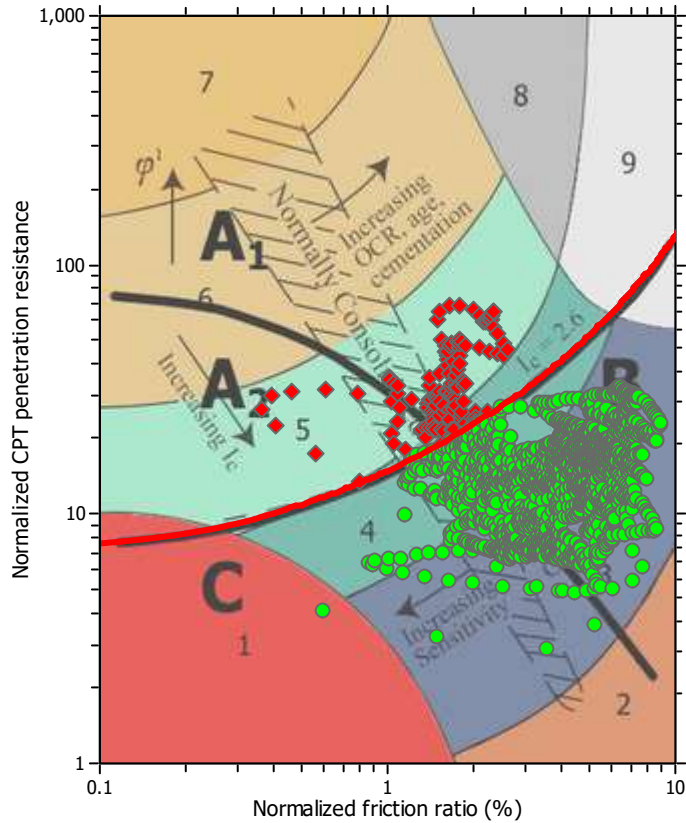 1,000
7
8
9
φ'
Increasing
OCR, age,
cementation
Normally Consol
A1
100
6
Ic = 2.6
B
A2
Increasing Ic
5
10
4
C
1
Increasing
Sensitivity
3
2
1
0.1
1
10
Normalized CPT penetration resistance
Normalized friction ratio (%)